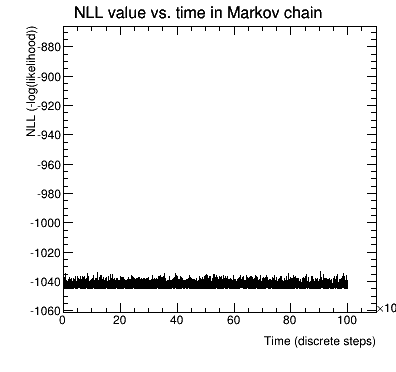 NLL value vs. time in Markov chain
NLL (-log(likelihood))
-880
-900
-920
-940
-960
-980
-1000
-1020
-1040
-1060
0 20 40 60 80 100
×10
Time (discrete steps)